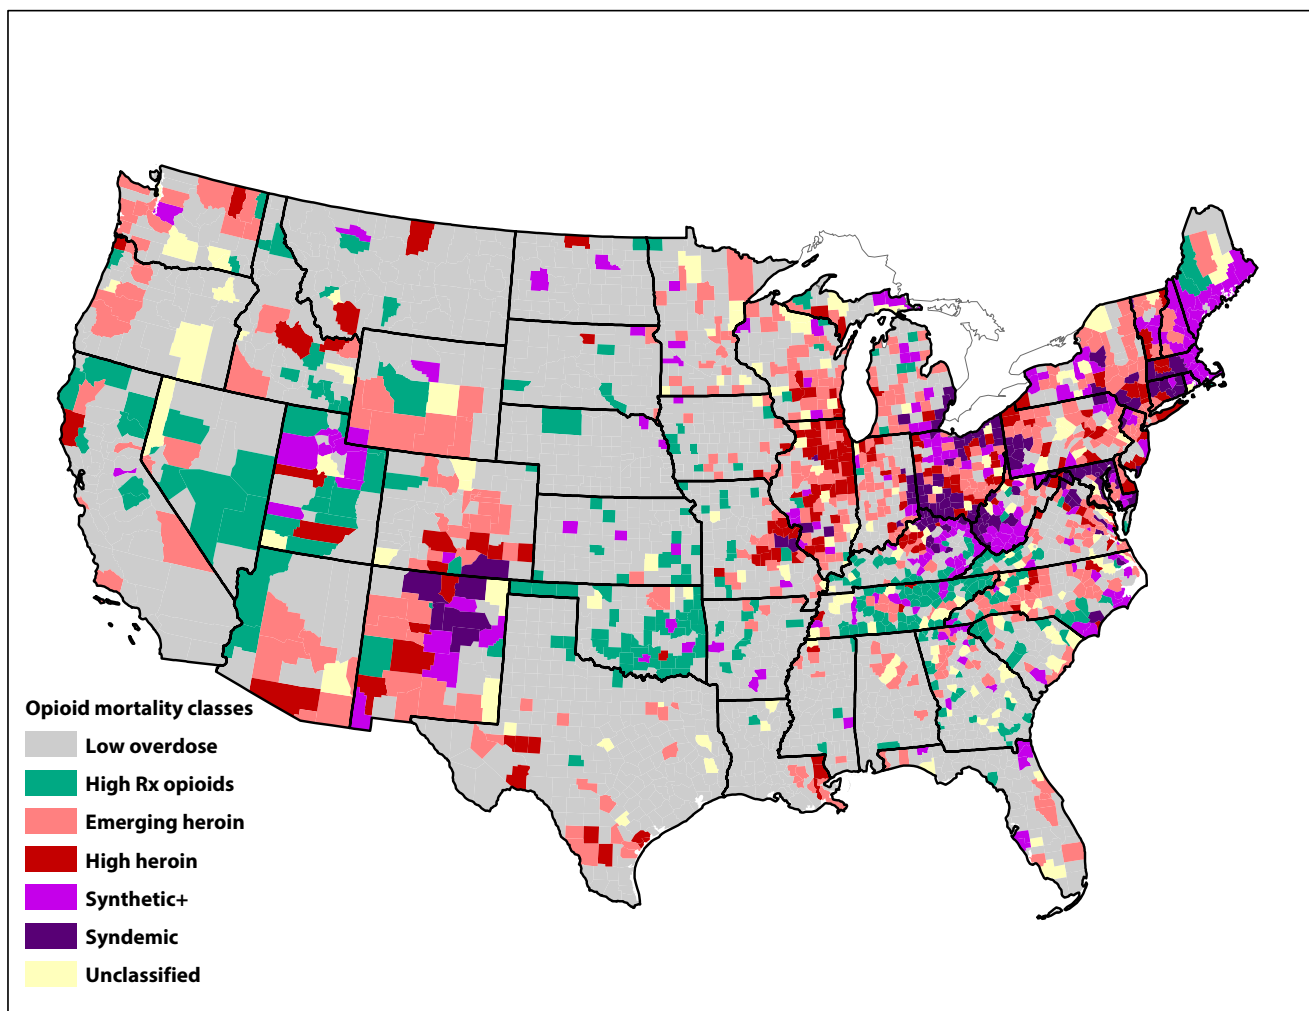 Opioid mortality classes
Low overdose
High Rx opioids
Emerging heroin
High heroin
Synthetic+
Syndemic
Unclassified